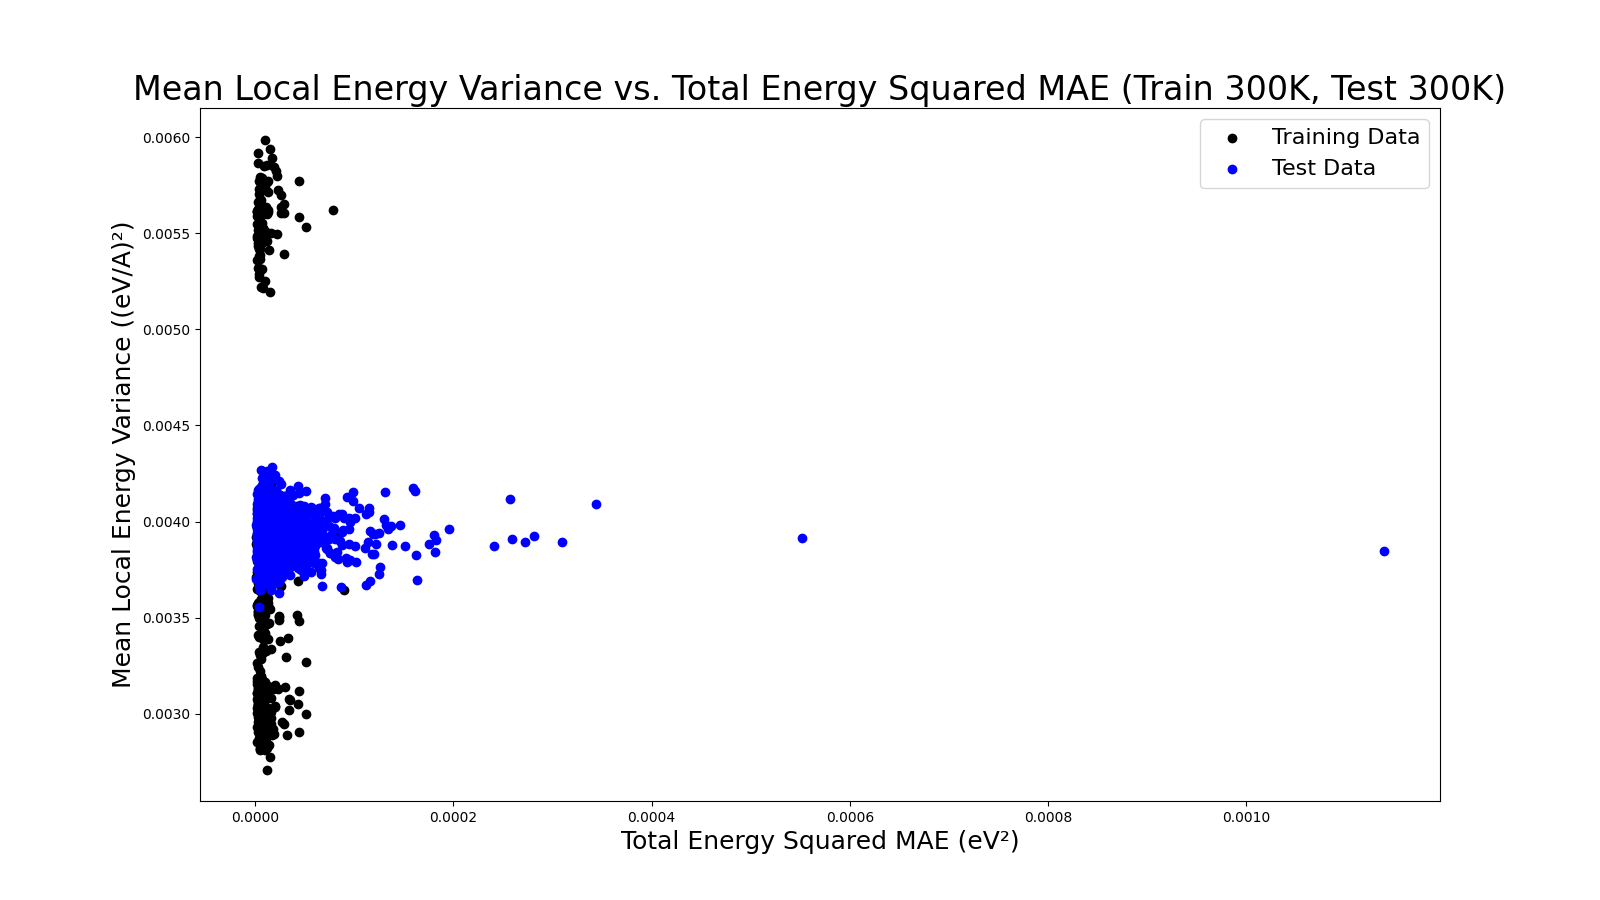 Mean Local Energy Variance vs. Total Energy Squared MAE (Train 300K, Test 300K)
Training Data
Test Data
Mean Local Energy Variance ((eV/A)²)
0.0060
0.0055
0.0050
0.0045
0.0040
0.0035
0.0030
0.0000 0.0002 0.0004 0.0006 0.0008 0.0010
Total Energy Squared MAE (eV²)